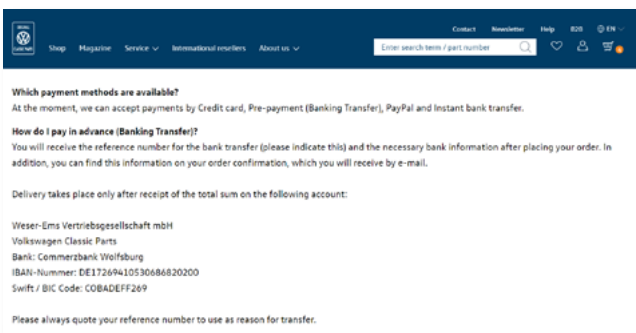 Contact Newsletter Help B2B EN
Shop Magazine Service International resellers About us Enter search term / part number
Which payment methods are available?
At the moment, we can accept payments by Credit card, Pre-payment (Banking Transfer), PayPal and Instant bank transfer.
How do I pay in advance (Banking Transfer)?
You will receive the reference number for the bank transfer (please indicate this) and the necessary bank information after placing your order. In
addition, you can find this information on your order confirmation, which you will receive by e-mail.
Delivery takes place only after receipt of the total sum on the following account:
Weser-Ems Vertriebsgesellschaft mbH
Volkswagen Classic Parts
Bank: Commerzbank Wolfsburg
IBAN-Nummer: DE17269410530686820200
Swift / BIC Code: COBADEFF269
Please always quote your reference number to use as reason for transfer.